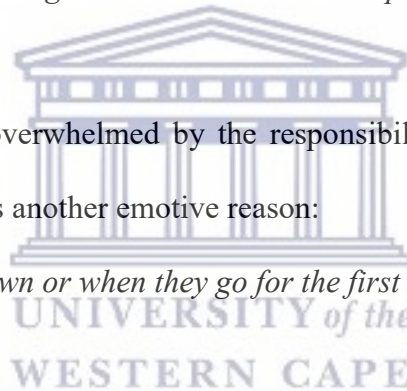 overwhelmed by the responsibil
s another emotive reason:
wn or when they go for the first
UNIVERSITY of the
WESTERN CAPE